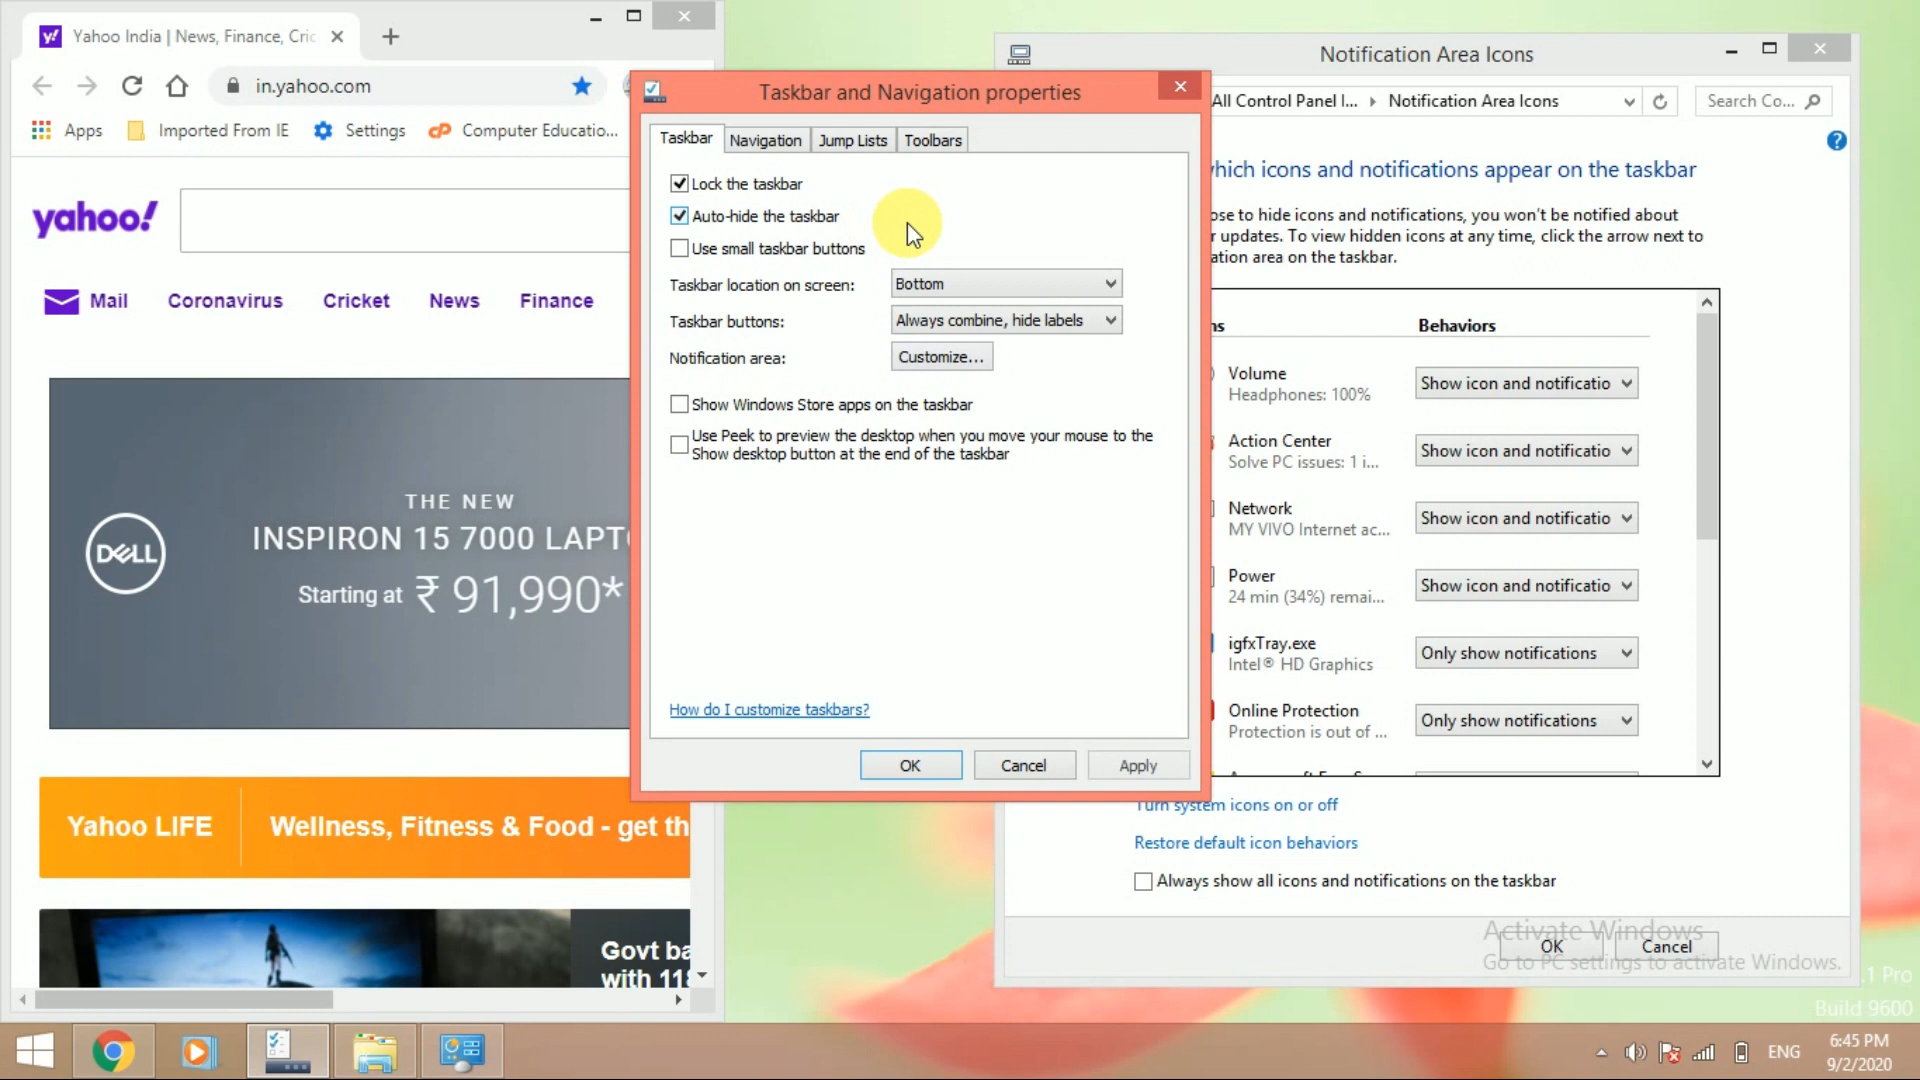 Yahoo India | News, Finance, Cric
in.yahoo.com
Apps
Imported From IE
Settings
Computer Educatio...
yahoo!
Mail
Coronavirus
Cricket
News
Finance
THE NEW
DELL
INSPIRON 15 7000 LAPT
Starting at ₹ 91,990*
Yahoo LIFE
Wellness, Fitness & Food - get th
Govt ba
with 118
Taskbar and Navigation properties
Taskbar
Navigation
Jump Lists
Toolbars
Lock the taskbar
Auto-hide the taskbar
Use small taskbar buttons
Taskbar location on screen:
Bottom
Taskbar buttons:
Always combine, hide labels
Notification area:
Customize...
Show Windows Store apps on the taskbar
Use Peek to preview the desktop when you move your mouse to the
Show desktop button at the end of the taskbar
How do I customize taskbars?
OK
Cancel
Apply
Notification Area Icons
All Control Panel I...
Notification Area Icons
Search Co...
hich icons and notifications appear on the taskbar
ose to hide icons and notifications, you won't be notified about
r updates. To view hidden icons at any time, click the arrow next to
ation area on the taskbar.
ns
Behaviors
Volume
Headphones: 100%
Show icon and notificatio
Action Center
Solve PC issues: 1 i...
Show icon and notificatio
Network
MY VIVO Internet ac...
Show icon and notificatio
Power
24 min (34%) remai...
Show icon and notificatio
igfxTray.exe
Intel® HD Graphics
Only show notifications
Online Protection
Protection is out of ...
Only show notifications
Turn system icons on or off
Restore default icon behaviors
Always show all icons and notifications on the taskbar
OK
Cancel
Activate Windows
Go to PC settings to activate Windows.
.1 Pro
Build 9600
ENG
6:45 PM
9/2/2020